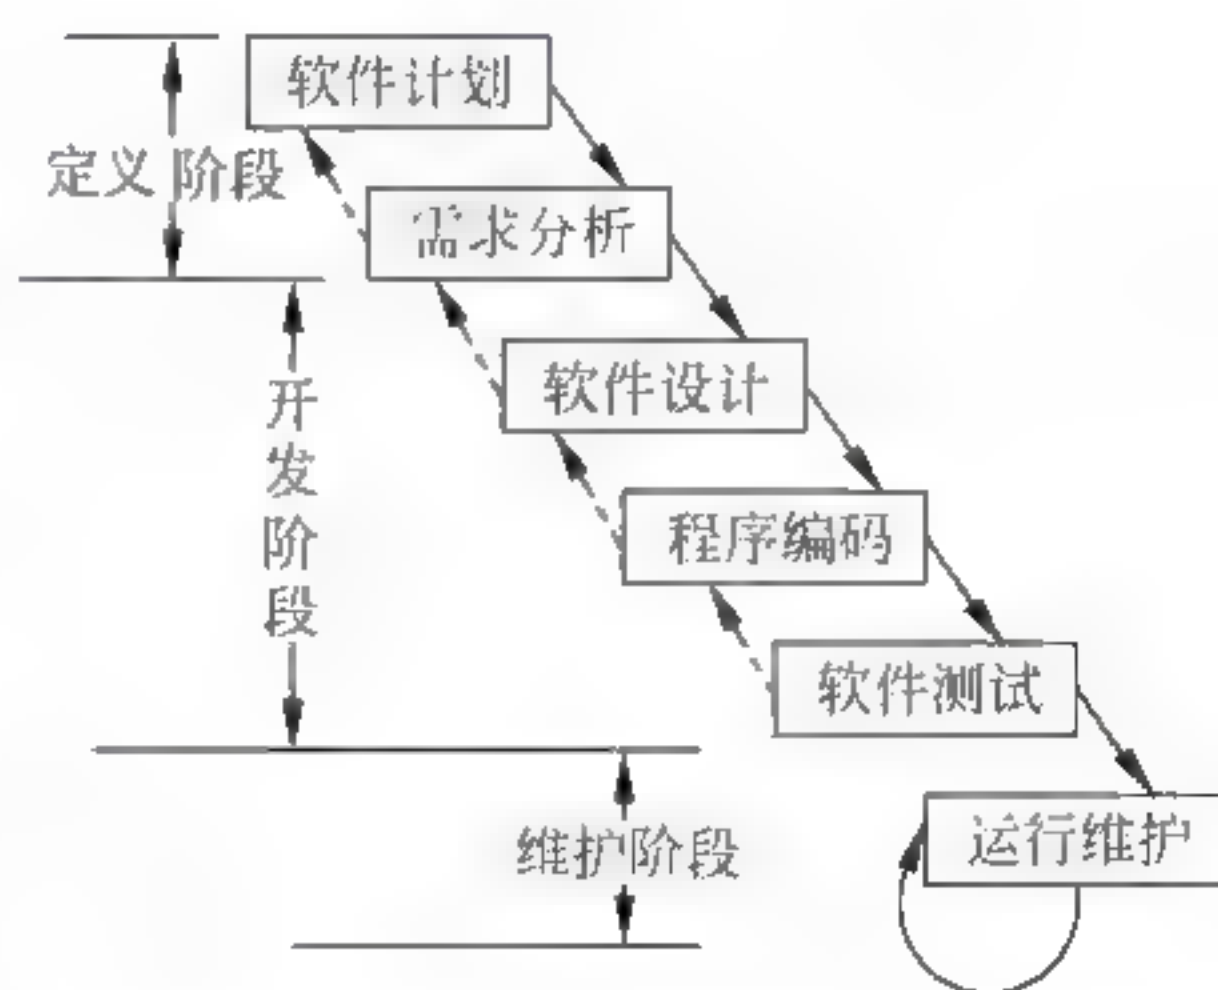 软件计划
定义阶段
需求分析
软件设计
开发阶段
程序编码
软件测试
维护阶段
运行维护